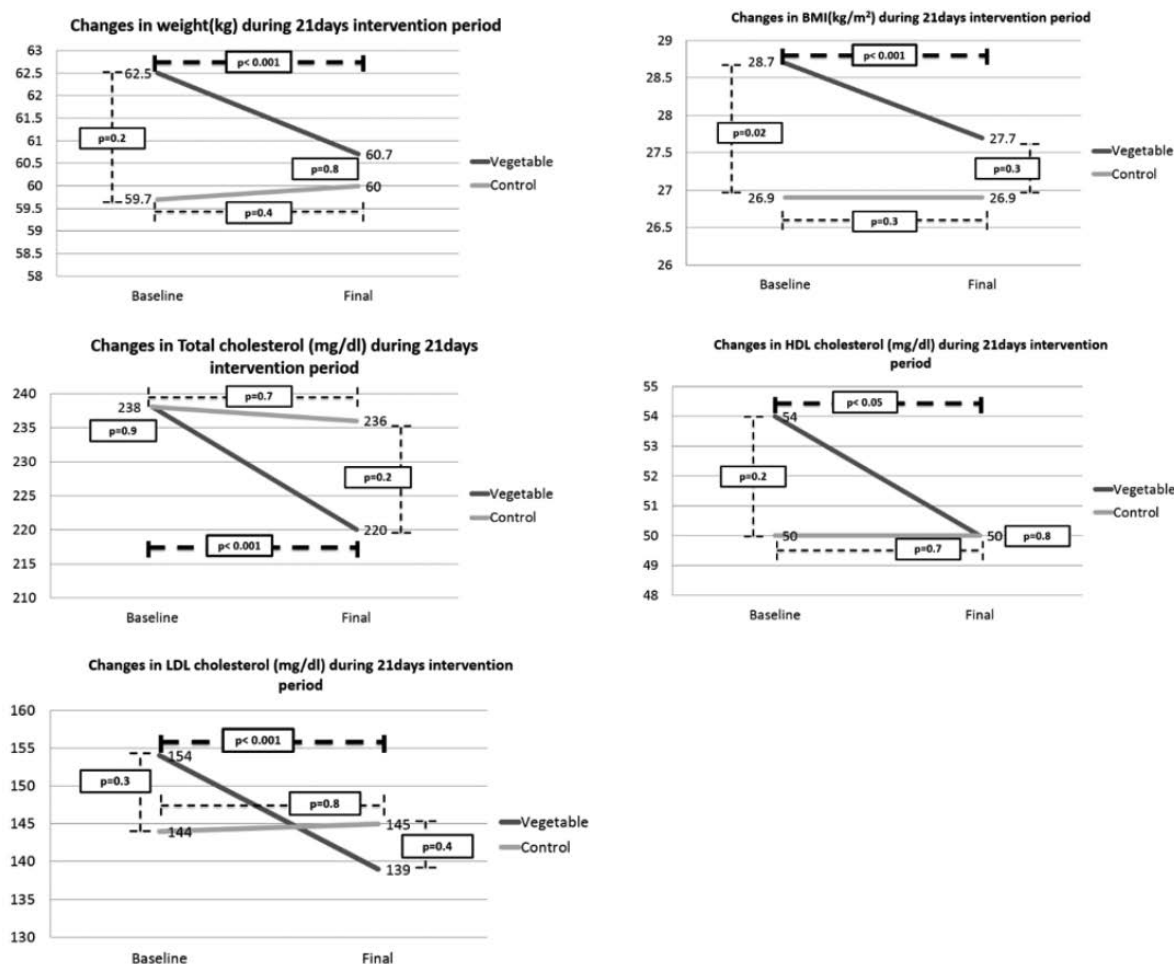 Changes in weight(kg) during 21days intervention period
63
62.5
62
61.5
61
60.5
60
59.5
59
58.5
58
p< 0.001
62.5
p=0.2
60.7
p=0.8
60
59.7
p=0.4
Vegetable
Control
Baseline
Final
Changes in BMI(kg/m²) during 21days intervention period
29
28.5
28
27.5
27
26.5
26
p< 0.001
28.7
p=0.02
27.7
p=0.3
26.9
26.9
p=0.3
Vegetable
Control
Baseline
Final
Changes in Total cholesterol (mg/dl) during 21days
intervention period
240
235
230
225
220
215
210
p=0.7
238
236
p=0.9
p=0.2
220
p< 0.001
Vegetable
Control
Baseline
Final
Changes in HDL cholesterol (mg/dl) during 21days intervention
period
55
54
53
52
51
50
49
48
p< 0.05
54
p=0.2
50
50
p=0.8
p=0.7
Vegetable
Control
Baseline
Final
Changes in LDL cholesterol (mg/dl) during 21days intervention
period
160
155
150
145
140
135
130
p< 0.001
154
p=0.3
p=0.8
144
145
p=0.4
139
Vegetable
Control
Baseline
Final